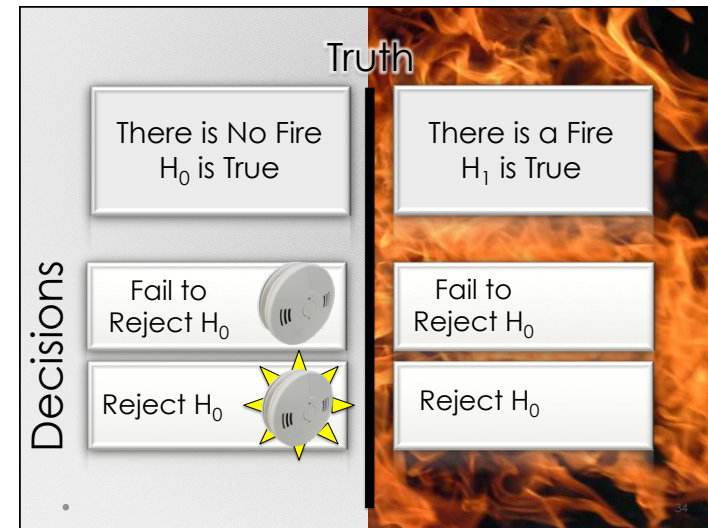 Truth
There is No Fire
H₀ is True
There is a Fire
H₁ is True
Decisions
Fail to
Reject H₀
Fail to
Reject H₀
Reject H₀
Reject H₀
34